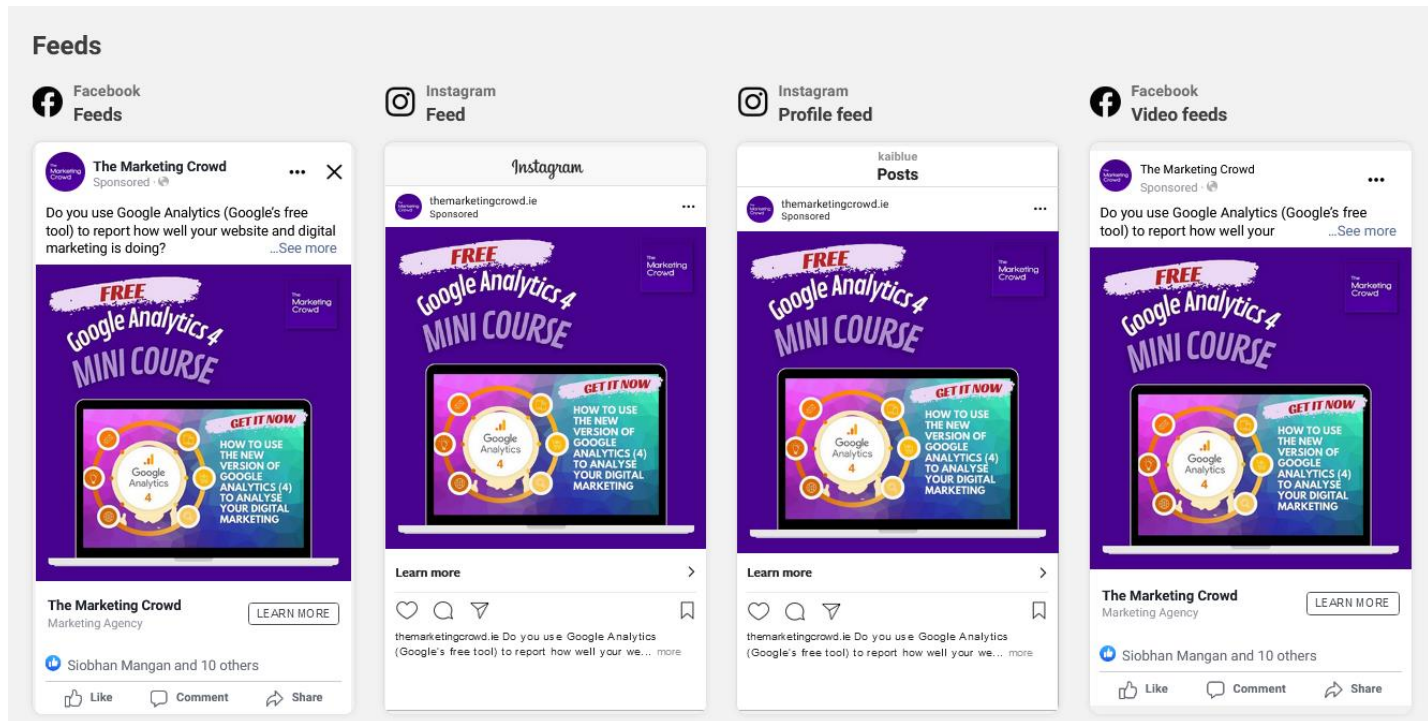 Feeds
Facebook
Feeds
The Marketing Crowd
Sponsored ·
Do you use Google Analytics (Google's free
tool) to report how well your website and digital
marketing is doing? ...See more
FREE
Google Analytics 4
MINI COURSE
The
Marketing
Crowd
GET IT NOW
HOW TO USE
THE NEW
VERSION OF
GOOGLE
ANALYTICS (4)
TO ANALYSE
YOUR DIGITAL
MARKETING
Google
Analytics
4
The Marketing Crowd
Marketing Agency
LEARN MORE
Siobhan Mangan and 10 others
Like Comment Share
Instagram
Feed
Instagram
themarketingcrowd.ie
Sponsored
FREE
Google Analytics 4
MINI COURSE
The
Marketing
Crowd
GET IT NOW
HOW TO USE
THE NEW
VERSION OF
GOOGLE
ANALYTICS (4)
TO ANALYSE
YOUR DIGITAL
MARKETING
Google
Analytics
4
Learn more
themarketingcrowd.ie Do you use Google Analytics
(Google's free tool) to report how well your we... more
Instagram
Profile feed
kaiblue
Posts
themarketingcrowd.ie
Sponsored
FREE
Google Analytics 4
MINI COURSE
The
Marketing
Crowd
GET IT NOW
HOW TO USE
THE NEW
VERSION OF
GOOGLE
ANALYTICS (4)
TO ANALYSE
YOUR DIGITAL
MARKETING
Google
Analytics
4
Learn more
themarketingcrowd.ie Do you use Google Analytics
(Google's free tool) to report how well your we... more
Facebook
Video feeds
The Marketing Crowd
Sponsored ·
Do you use Google Analytics (Google's free
tool) to report how well your ...See more
FREE
Google Analytics 4
MINI COURSE
The
Marketing
Crowd
GET IT NOW
HOW TO USE
THE NEW
VERSION OF
GOOGLE
ANALYTICS (4)
TO ANALYSE
YOUR DIGITAL
MARKETING
Google
Analytics
4
The Marketing Crowd
Marketing Agency
LEARN MORE
Siobhan Mangan and 10 others
Like Comment Share